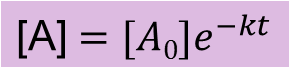 [A] = [A₀]e⁻ᵏᵗ